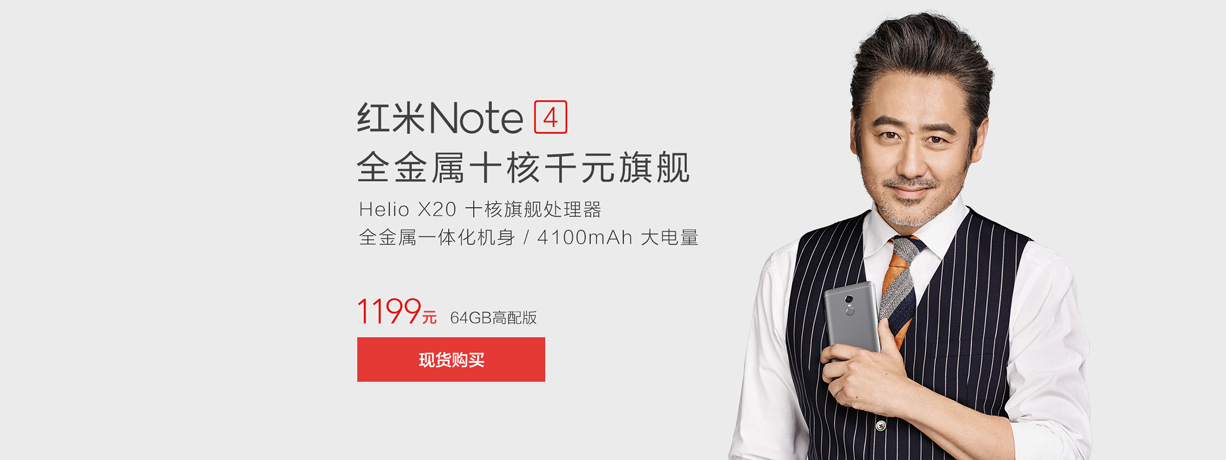 红米Note 4
全金属十核千元旗舰
Helio X20 十核旗舰处理器
全金属一体化机身 / 4100mAh 大电量
1199元 64GB高配版
现货购买